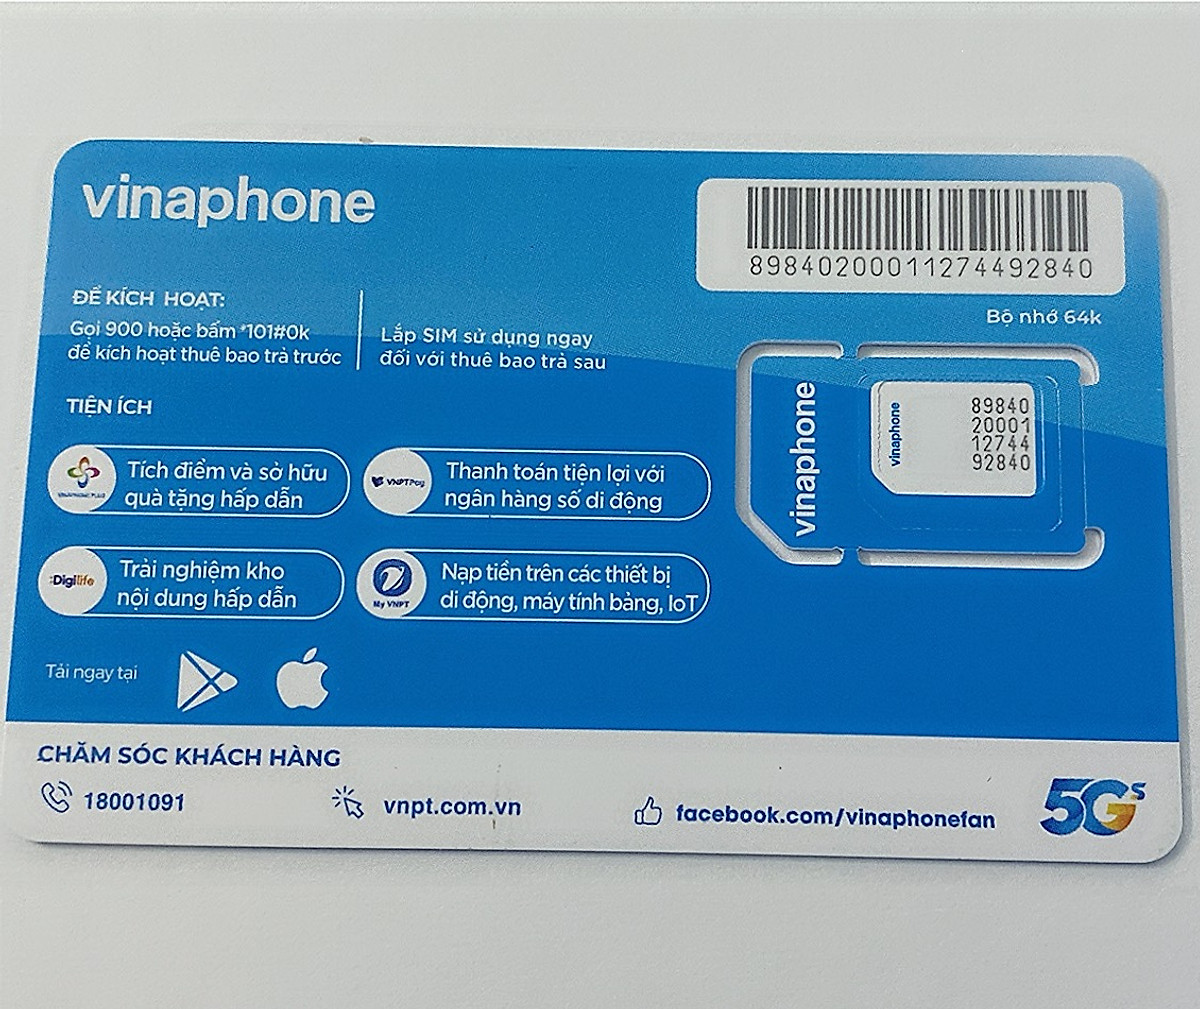 vinaphone
89840200011274492840
Bộ nhớ 64k
ĐỂ KÍCH HOẠT:
Gọi 900 hoặc bấm *101#0k
để kích hoạt thuê bao trả trước
Lắp SIM sử dụng ngay
đối với thuê bao trả sau
vinaphone
vinaphone
89840
20001
12744
92840
TIỆN ÍCH
VINAPHONE PLUS
Tích điểm và sở hữu
quà tặng hấp dẫn
VNPT Pay
Thanh toán tiện lợi với
ngân hàng số di động
Digilife
Trải nghiệm kho
nội dung hấp dẫn
My VNPT
Nạp tiền trên các thiết bị
di động, máy tính bảng, IoT
Tải ngay tại
CHĂM SÓC KHÁCH HÀNG
18001091
vnpt.com.vn
facebook.com/vinaphonefan
5Gs